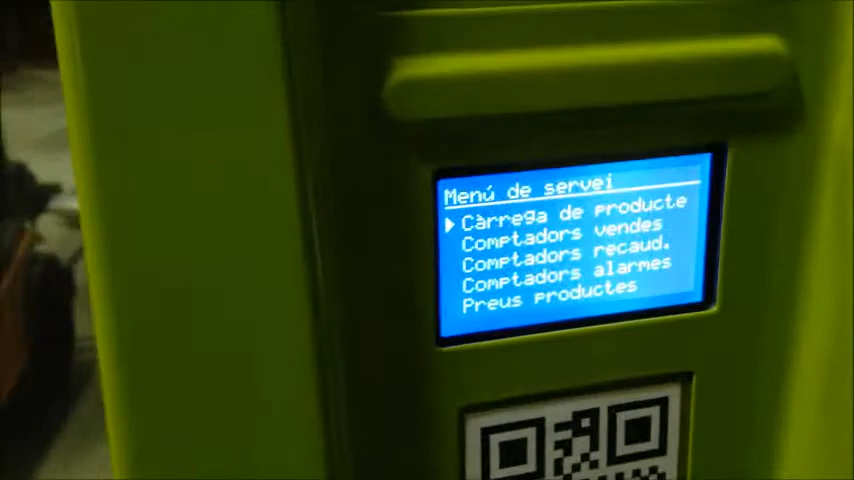 Menú de servei
Càrrega de producte
Comptadors vendes
Comptadors recaud.
Comptadors alarmes
Preus productes